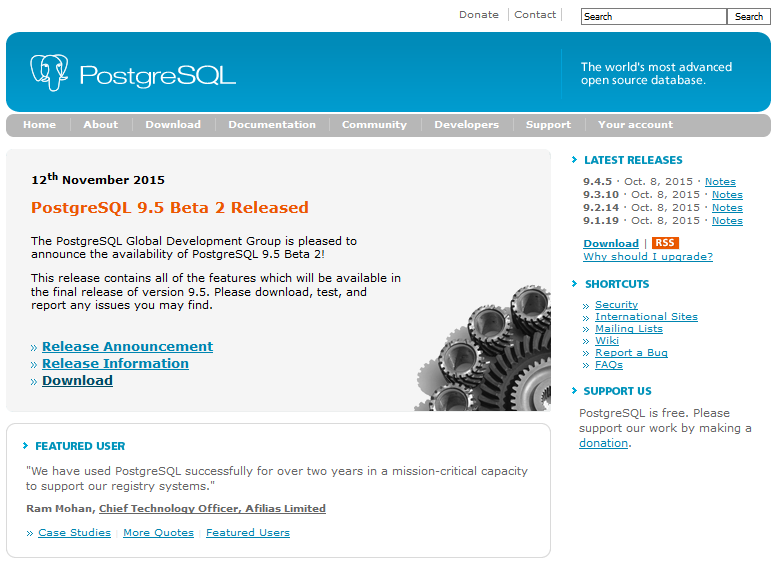 Donate | Contact | Search Search
PostgreSQL
The world's most advanced
open source database.
Home About Download Documentation Community Developers Support Your account
12th November 2015
PostgreSQL 9.5 Beta 2 Released
The PostgreSQL Global Development Group is pleased to
announce the availability of PostgreSQL 9.5 Beta 2!
This release contains all of the features which will be available in
the final release of version 9.5. Please download, test, and
report any issues you may find.
» Release Announcement
» Release Information
» Download
FEATURED USER
"We have used PostgreSQL successfully for over two years in a mission-critical capacity
to support our registry systems."
Ram Mohan, Chief Technology Officer, Afilias Limited
» Case Studies | More Quotes | Featured Users
LATEST RELEASES
9.4.5 · Oct. 8, 2015 · Notes
9.3.10 · Oct. 8, 2015 · Notes
9.2.14 · Oct. 8, 2015 · Notes
9.1.19 · Oct. 8, 2015 · Notes
Download | RSS
Why should I upgrade?
SHORTCUTS
» Security
» International Sites
» Mailing Lists
» Wiki
» Report a Bug
» FAQs
SUPPORT US
PostgreSQL is free. Please
support our work by making a
donation.